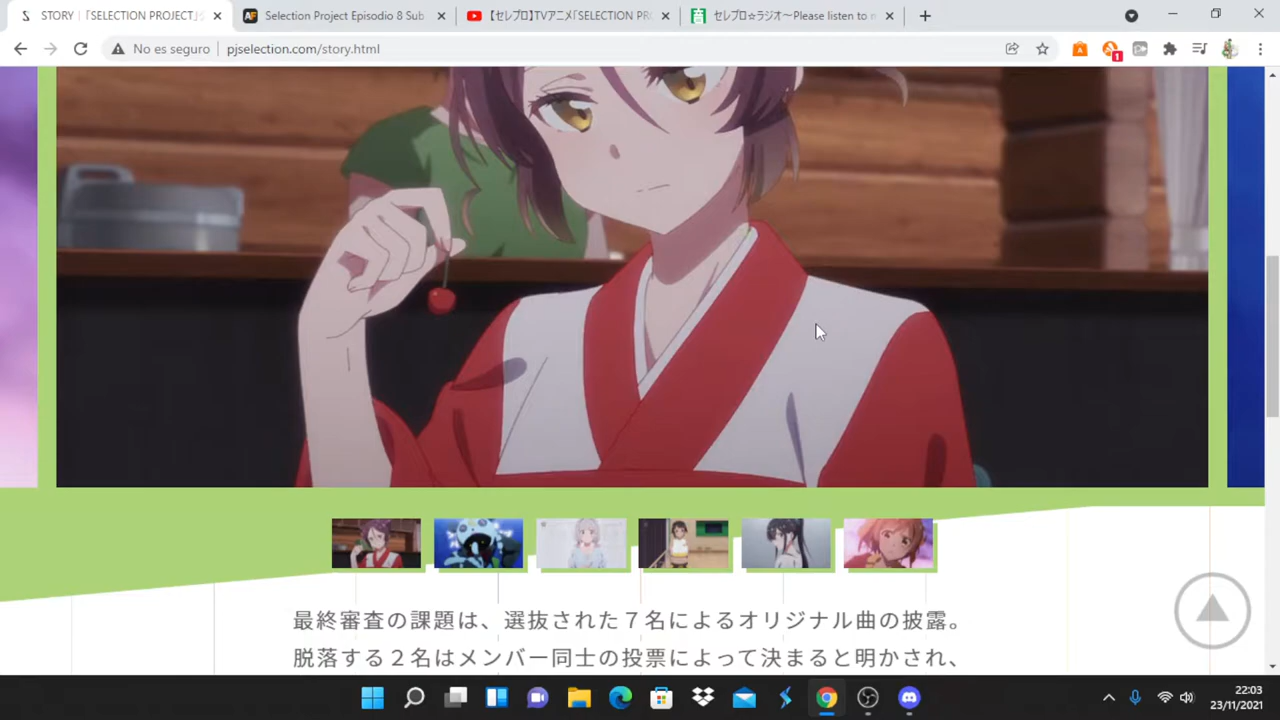 STORY | 「SELECTION PROJECT」
Selection Project Episodio 8 Sub
【セレプロ】TVアニメ「SELECTION PR
セレプロ☆ラジオ～Please listen to m
No es seguro
pjselection.com/story.html
1
最終審査の課題は、選抜された7名によるオリジナル曲の披露。
脱落する2名はメンバー同士の投票によって決まると明かされ、
22:03
23/11/2021